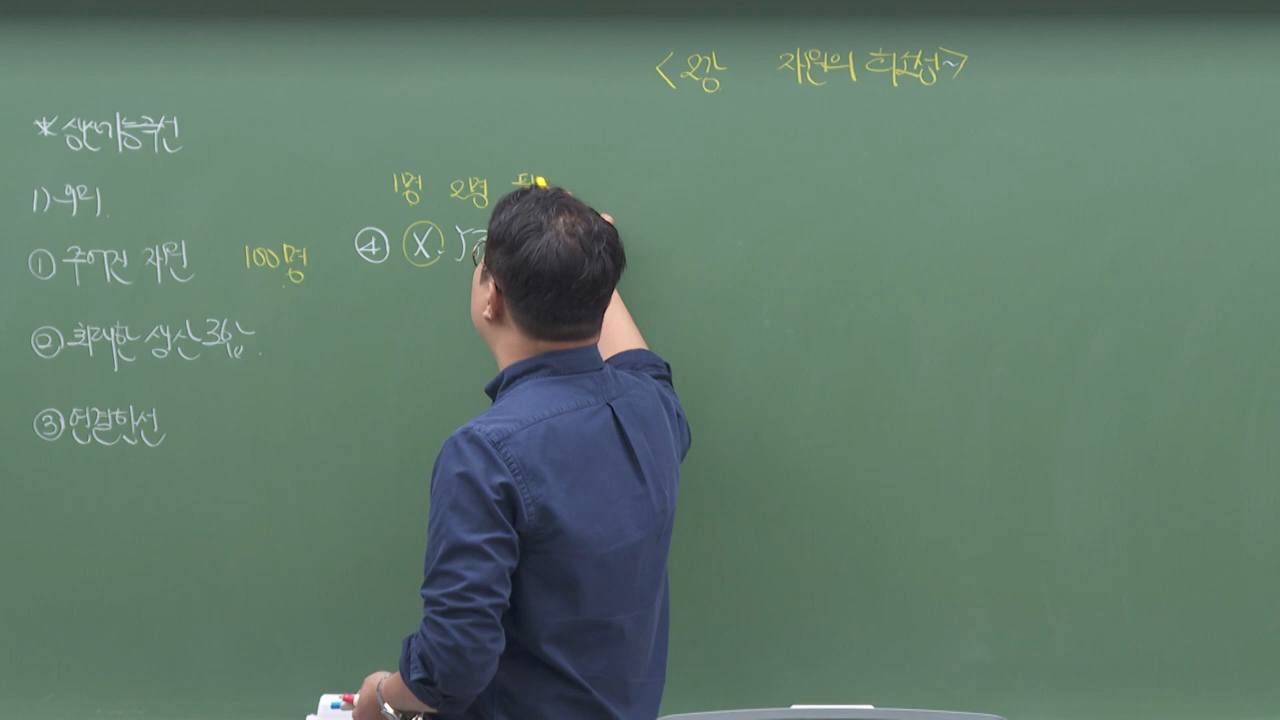 <2강 자원의 희소성~>
* 생산가능곡선
1) 의의.
① 주어진 자원 100명
② 최대한 생산 조합.
③ 연결한 선
1명 2명
④ X.